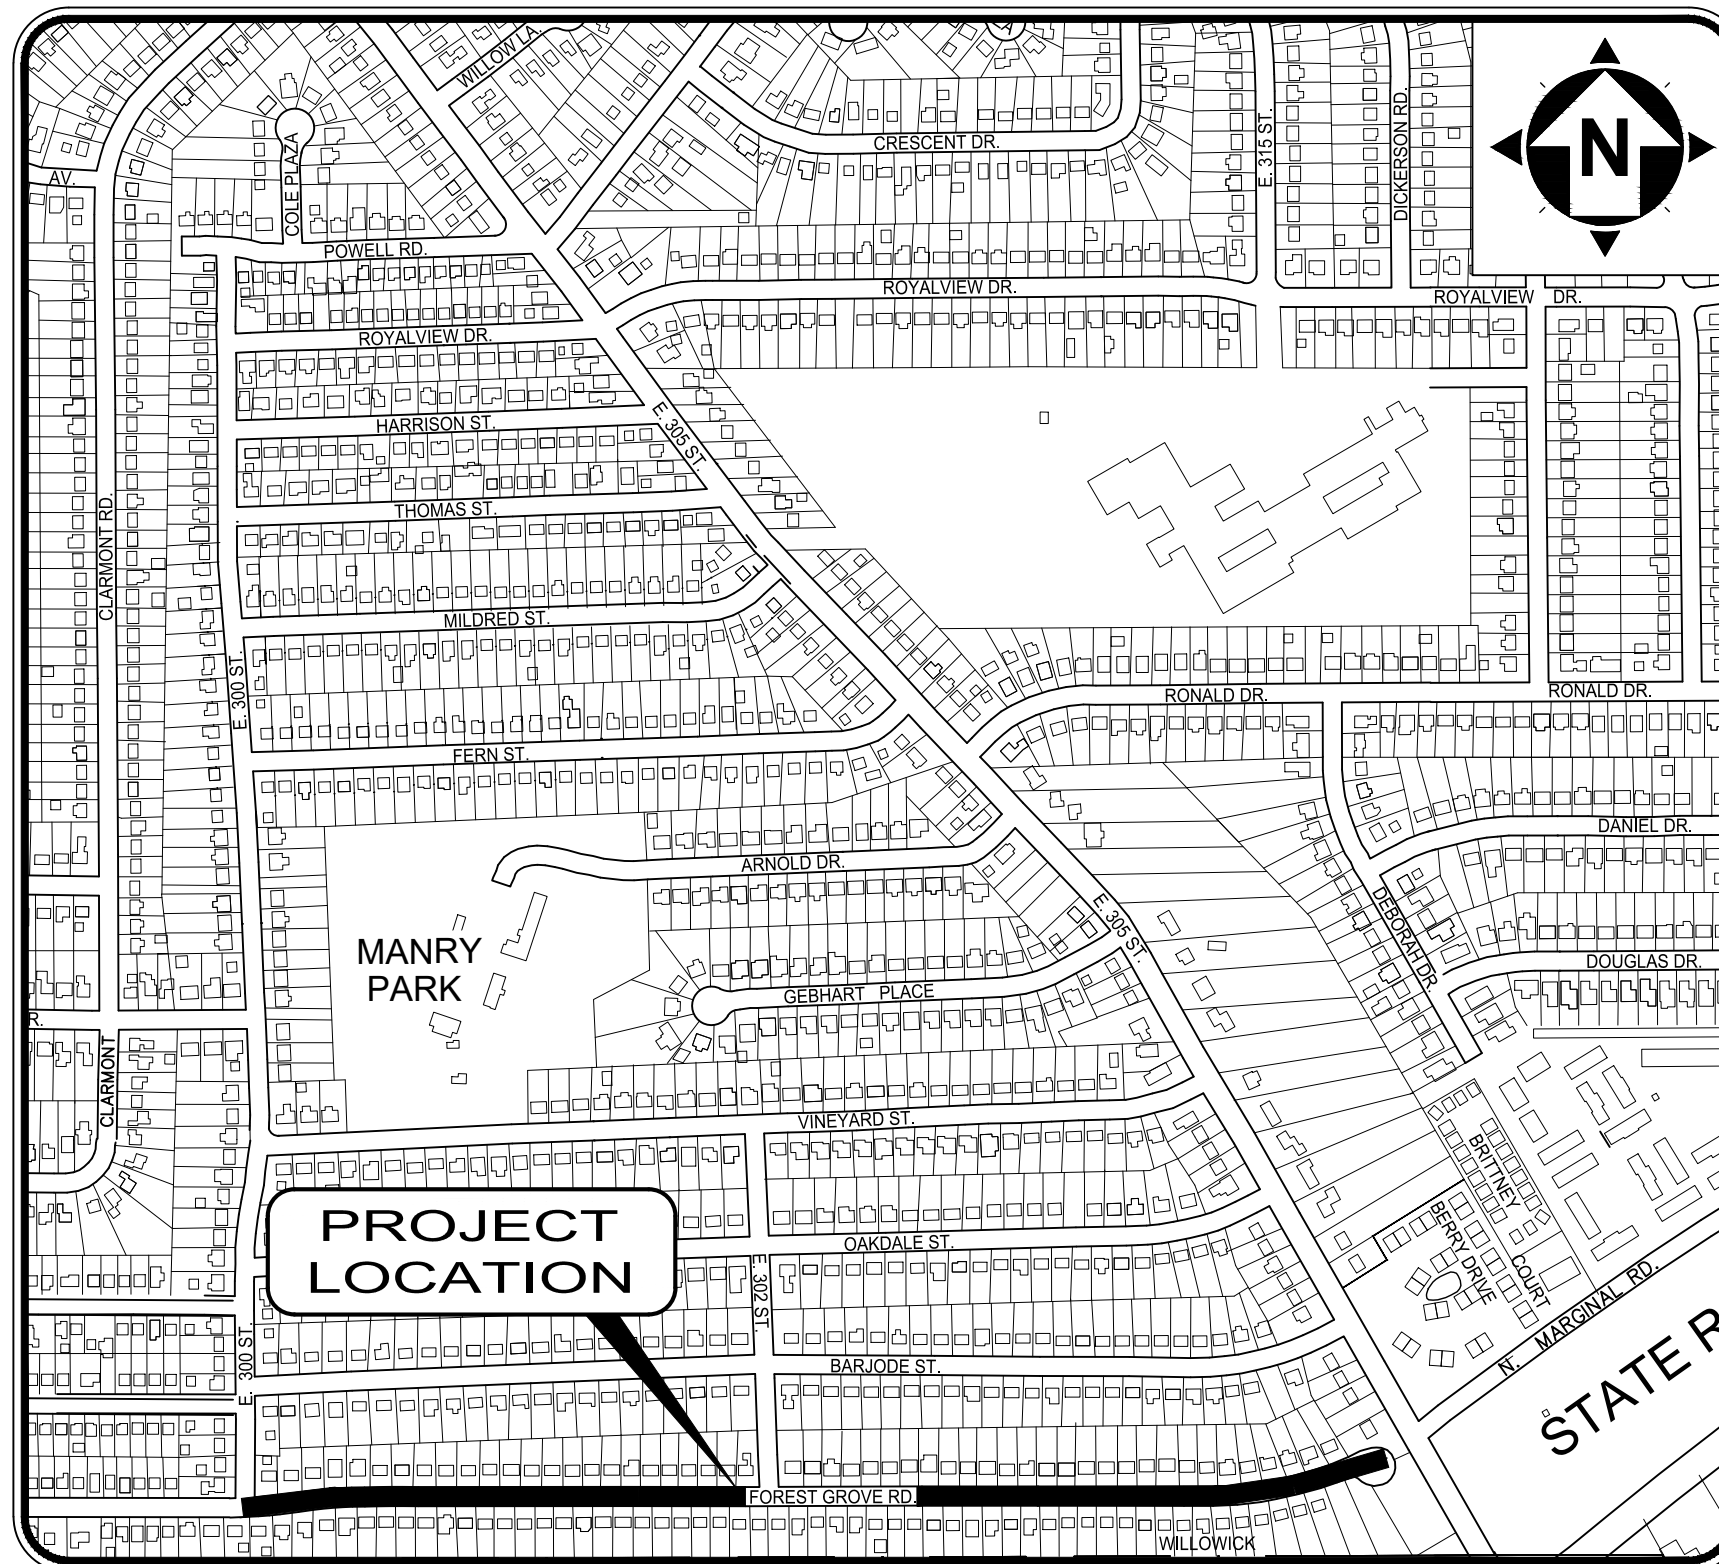 WILLOW LA.
CRESCENT DR.
E. 315 ST.
DICKERSON RD.
N
AV.
COLE PLAZA
POWELL RD.
ROYALVIEW DR.
ROYALVIEW DR.
ROYALVIEW DR.
HARRISON ST.
E. 305 ST.
THOMAS ST.
CLARMONT RD.
MILDRED ST.
E. 300 ST.
RONALD DR.
RONALD DR.
FERN ST.
DANIEL DR.
ARNOLD DR.
E. 305 ST.
DEBORAH DR.
MANRY
PARK
DOUGLAS DR.
GEBHART PLACE
R.
CLARMONT
VINEYARD ST.
BRITTNEY
COURT
BERRY DRIVE
PROJECT
LOCATION
OAKDALE ST.
E. 302 ST.
N. MARGINAL RD.
E. 300 ST.
BARJODE ST.
STATE R
FOREST GROVE RD.
WILLOWICK